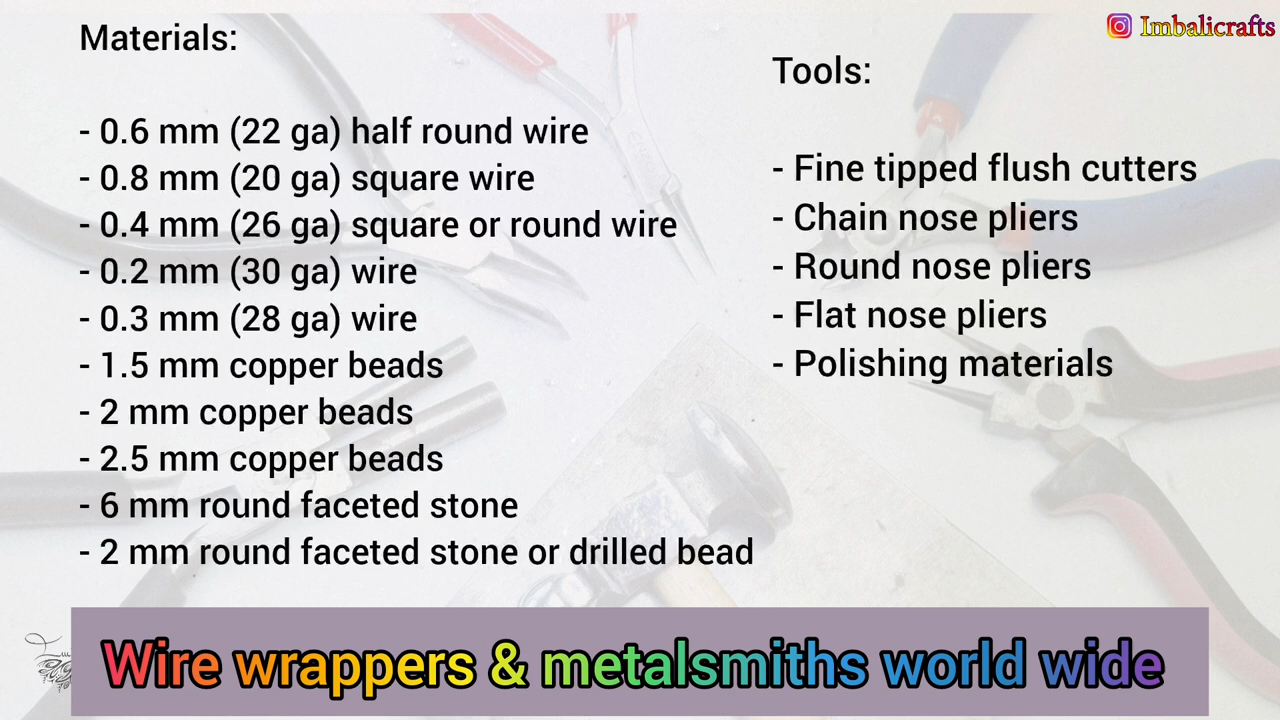 Materials:
- 0.6 mm (22 ga) half round wire
- 0.8 mm (20 ga) square wire
- 0.4 mm (26 ga) square or round wire
- 0.2 mm (30 ga) wire
- 0.3 mm (28 ga) wire
- 1.5 mm copper beads
- 2 mm copper beads
- 2.5 mm copper beads
- 6 mm round faceted stone
- 2 mm round faceted stone or drilled bead
Imbalicrafts
Tools:
- Fine tipped flush cutters
- Chain nose pliers
- Round nose pliers
- Flat nose pliers
- Polishing materials
Wire wrappers & metalsmiths world wide